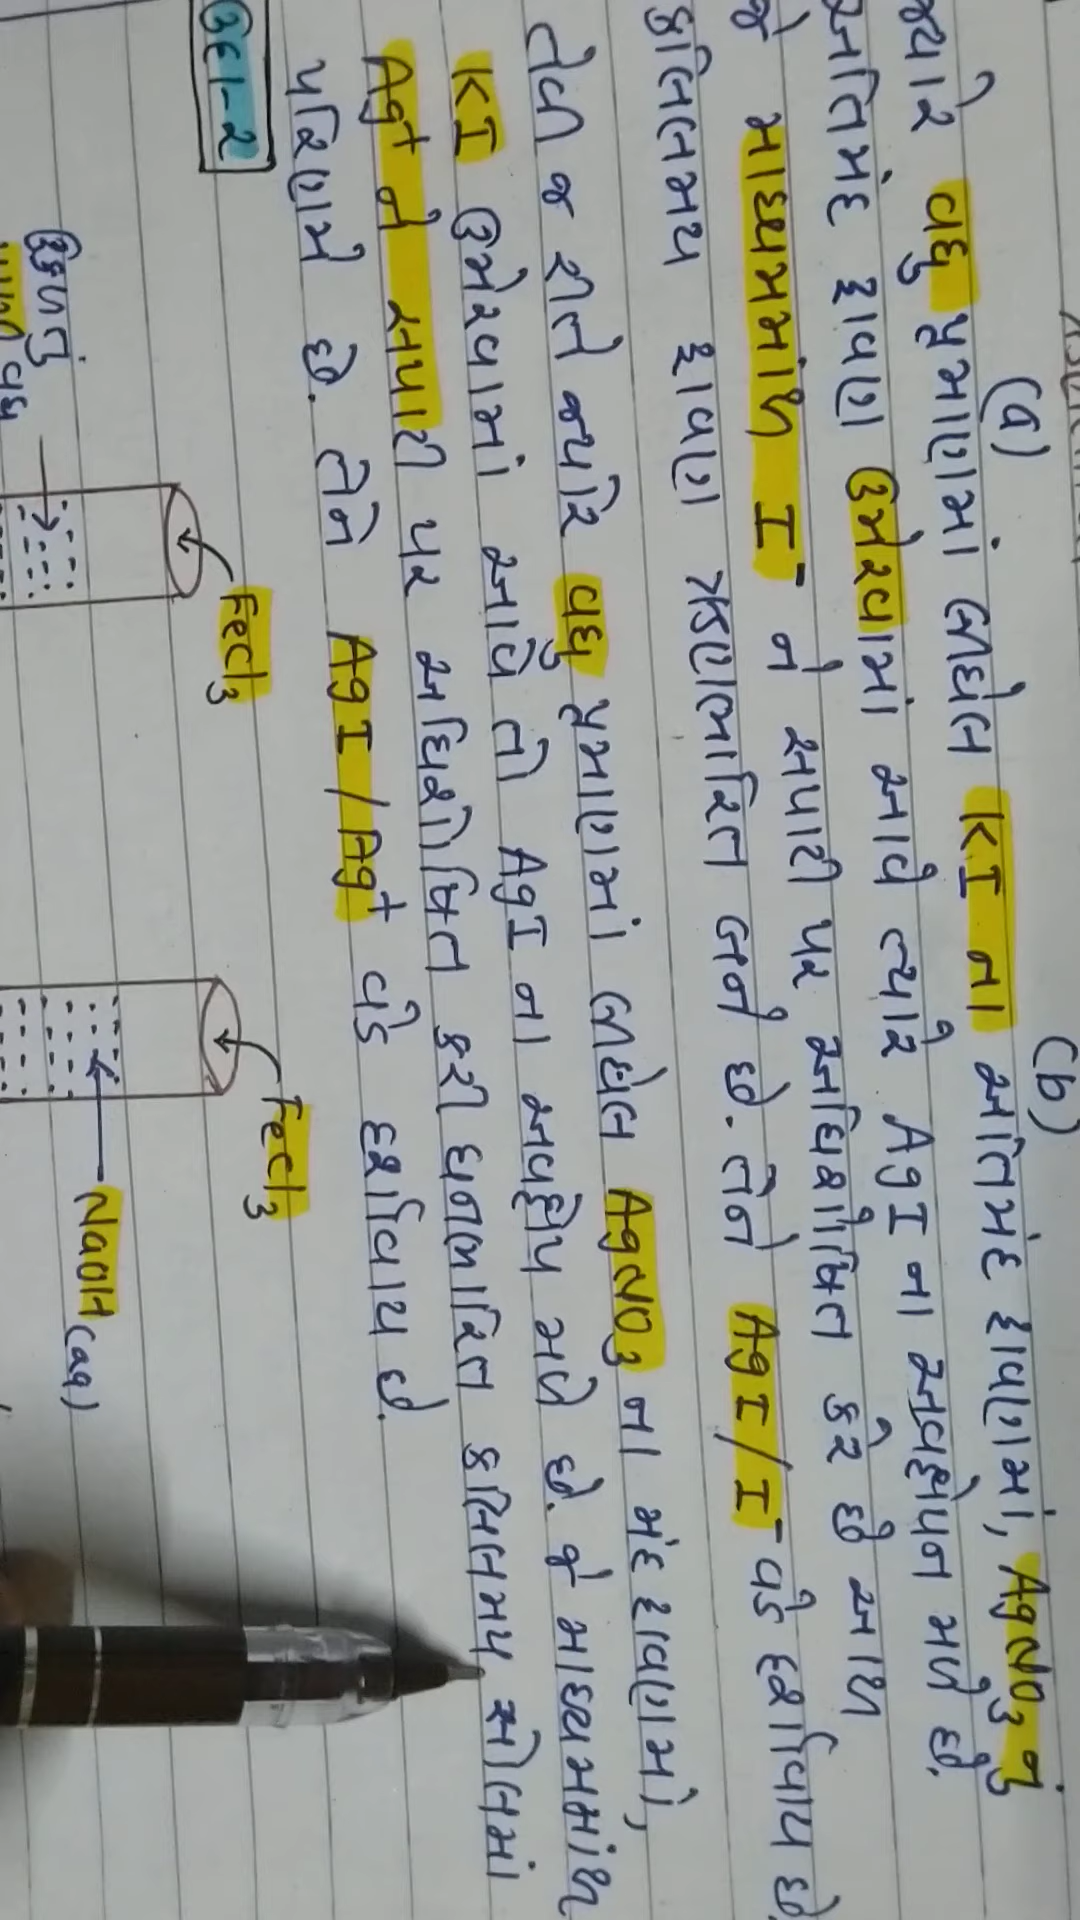 (a) (b)
જ્યારે વધુ પ્રમાણમાં લાધેલ KI ના અતિમંદ દ્રાવણમાં, AgNO3 નું
અતિમંદ દ્રાવણ ઉમેરવામાં આવે ત્યારે AgI ના અવક્ષેપન મળે છે.
જે માધ્યમમાંથી I⁻ ને સપાટી પર અધિશોષિત કરે છે આથી
કલિલમય દ્રાવણ ઋણભારિત બને છે. તેને AgI/I⁻ વડે દર્શાવાય છે
તેવી જ રીતે જ્યારે વધુ પ્રમાણમાં લાધેલ AgNO3 ના મંદ દ્રાવણમાં,
KI ઉમેરવામાં આવે તો AgI ના અવક્ષેપ મળે છે. જે માધ્યમમાંથી
Ag⁺ ને સપાટી પર અધિશોષિત કરી ધનભારિત કલિલમય સોલમાં
પરિણમે છે. તેને AgI/Ag⁺ વડે દર્શાવાય છે.
ઉદા-૨
FeCl3 FeCl3
NaOH(aq)